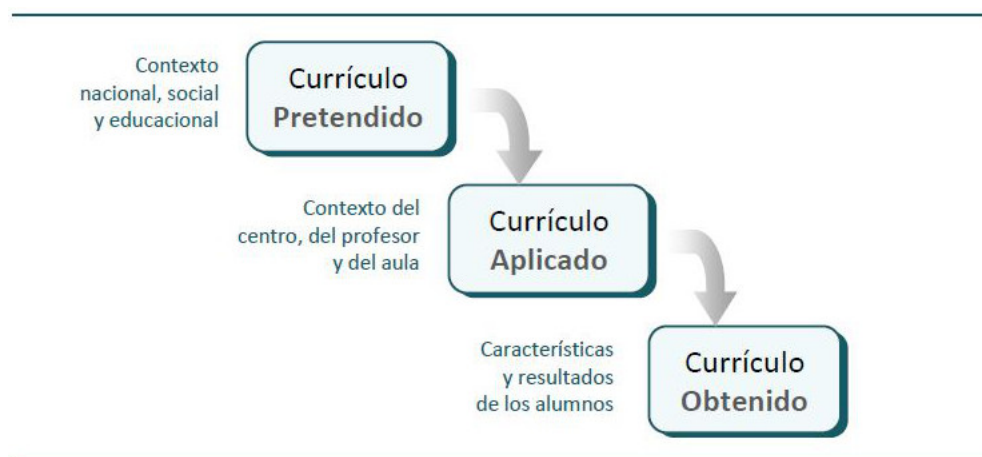 Contexto
nacional, social
y educacional
Currículo
Pretendido
Contexto del
centro, del profesor
y del aula
Currículo
Aplicado
Características
y resultados
de los alumnos
Currículo
Obtenido